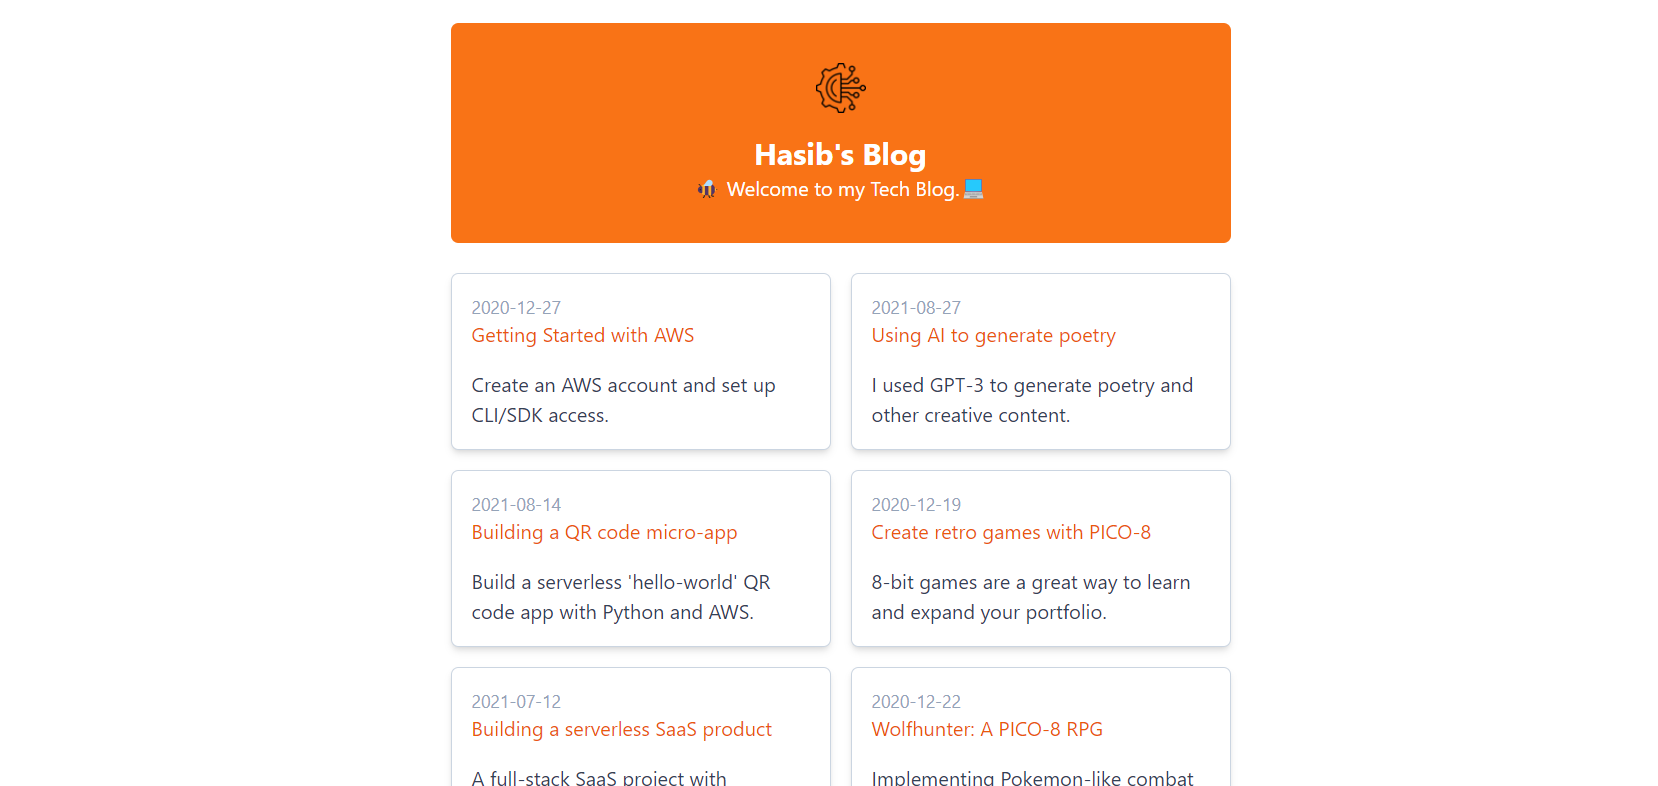 Hasib's Blog
🐝 Welcome to my Tech Blog.💻
2020-12-27
Getting Started with AWS
Create an AWS account and set up
CLI/SDK access.
2021-08-27
Using AI to generate poetry
I used GPT-3 to generate poetry and
other creative content.
2021-08-14
Building a QR code micro-app
Build a serverless 'hello-world' QR
code app with Python and AWS.
2020-12-19
Create retro games with PICO-8
8-bit games are a great way to learn
and expand your portfolio.
2021-07-12
Building a serverless SaaS product
A full-stack SaaS project with
2020-12-22
Wolfhunter: A PICO-8 RPG
Implementing Pokemon-like combat